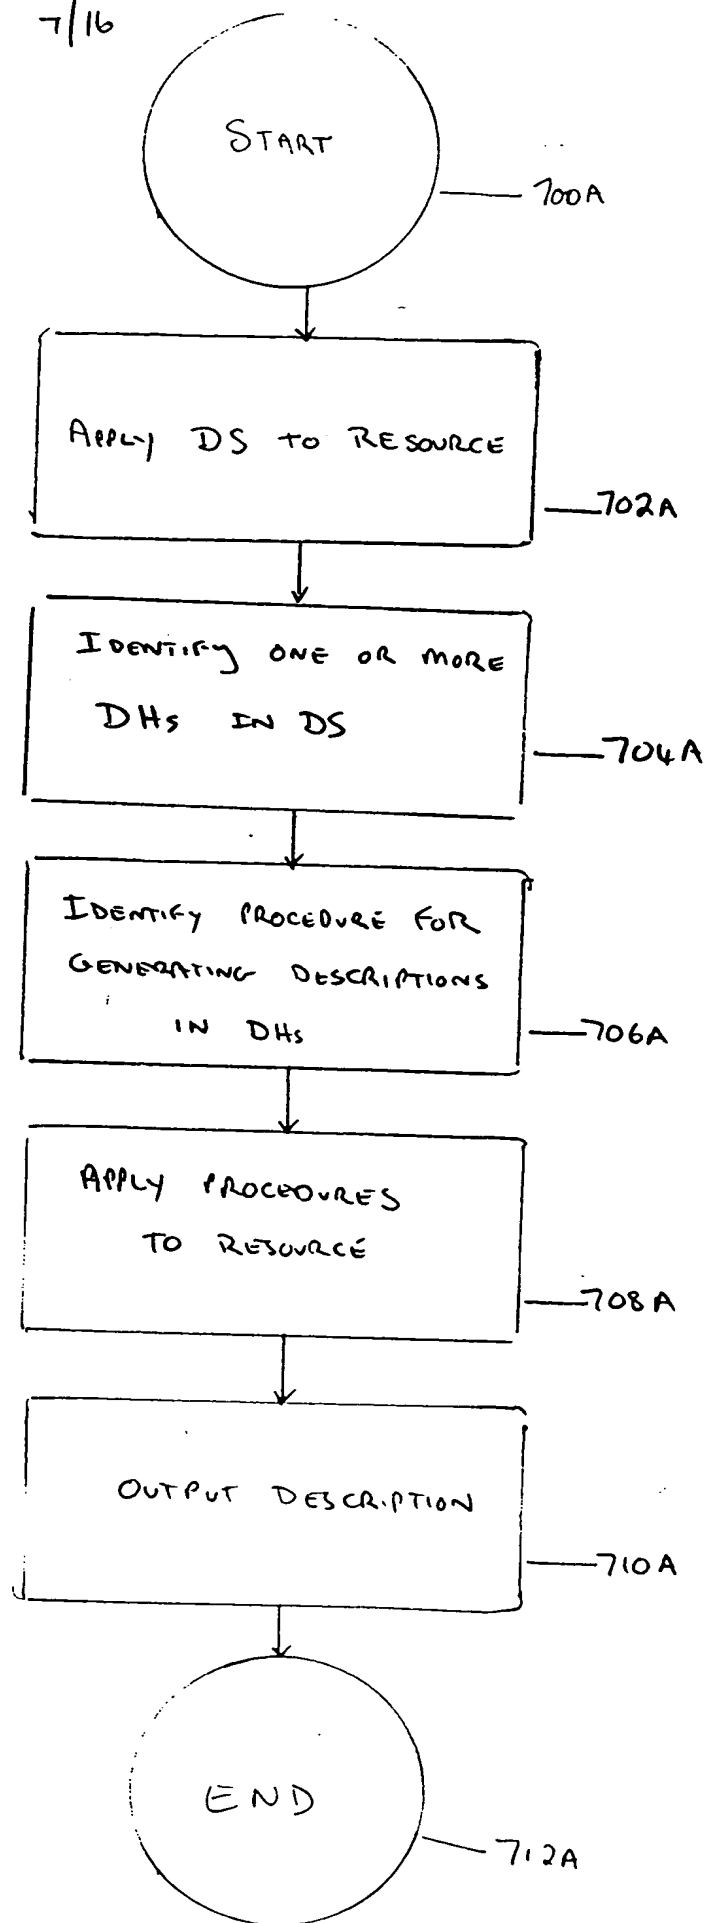 7/16
START
700A
APPLY DS TO RESOURCE
702A
IDENTIFY ONE OR MORE
DHs IN DS
704A
IDENTIFY PROCEDURE FOR
GENERATING DESCRIPTIONS
IN DHs
706A
APPLY PROCEDURES
TO RESOURCE
708A
OUTPUT DESCRIPTION
710A
END
712A